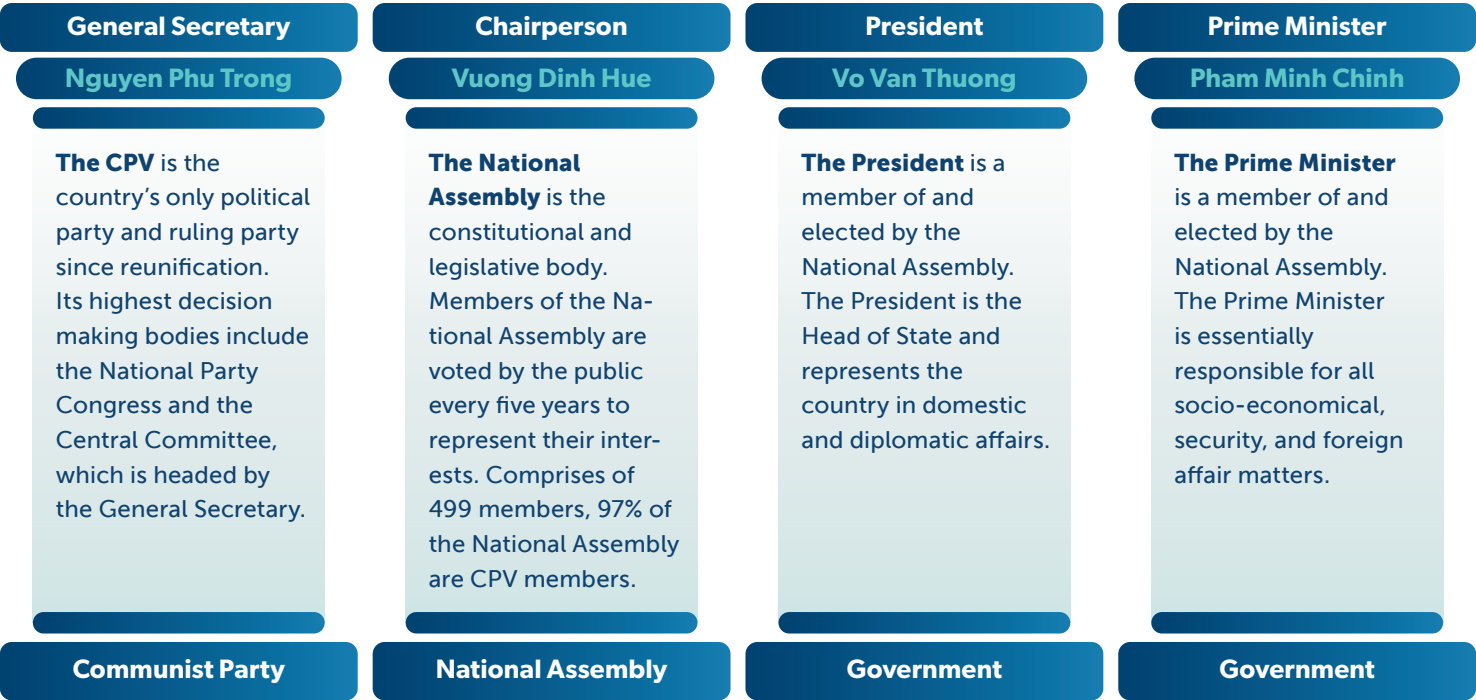 General Secretary
Nguyen Phu Trong
The CPV is the
country's only political
party and ruling party
since reunification.
Its highest decision
making bodies include
the National Party
Congress and the
Central Committee,
which is headed by
the General Secretary.
Communist Party
Chairperson
Vuong Dinh Hue
The National
Assembly is the
constitutional and
legislative body.
Members of the Na-
tional Assembly are
voted by the public
every five years to
represent their inter-
ests. Comprises of
499 members, 97% of
the National Assembly
are CPV members.
National Assembly
President
Vo Van Thuong
The President is a
member of and
elected by the
National Assembly.
The President is the
Head of State and
represents the
country in domestic
and diplomatic affairs.
Government
Prime Minister
Pham Minh Chinh
The Prime Minister
is a member of and
elected by the
National Assembly.
The Prime Minister
is essentially
responsible for all
socio-economical,
security, and foreign
affair matters.
Government